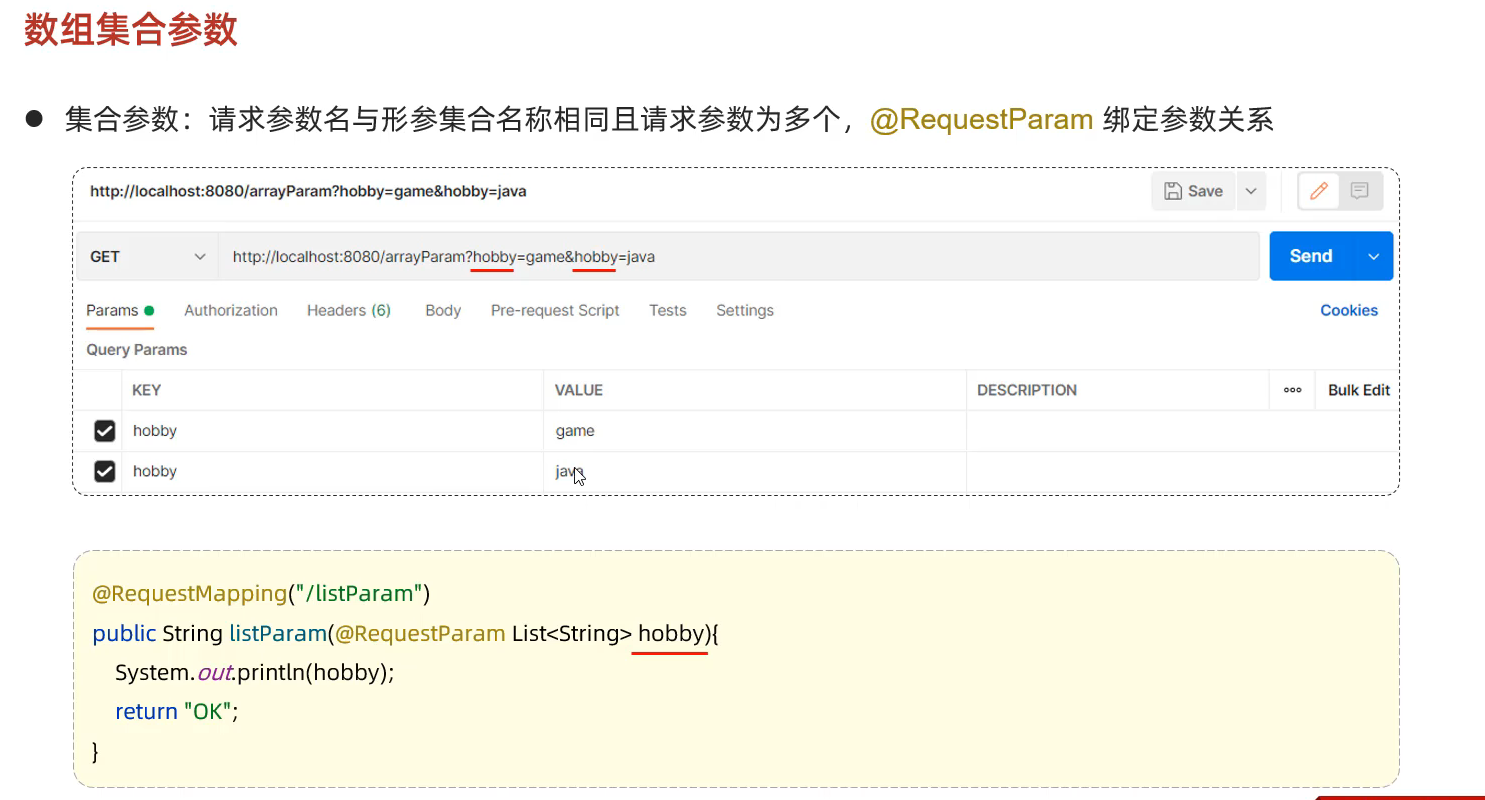 数组集合参数
● 集合参数：请求参数名与形参集合名称相同且请求参数为多个，@RequestParam 绑定参数关系
http://localhost:8080/arrayParam?hobby=game&hobby=java
Save
GET
http://localhost:8080/arrayParam?hobby=game&hobby=java
Send
Params Authorization Headers (6) Body Pre-request Script Tests Settings Cookies
Query Params
KEY VALUE DESCRIPTION ooo Bulk Edit
hobby game
hobby java
@RequestMapping("/listParam")
public String listParam(@RequestParam List<String> hobby){
System.out.println(hobby);
return "OK";
}